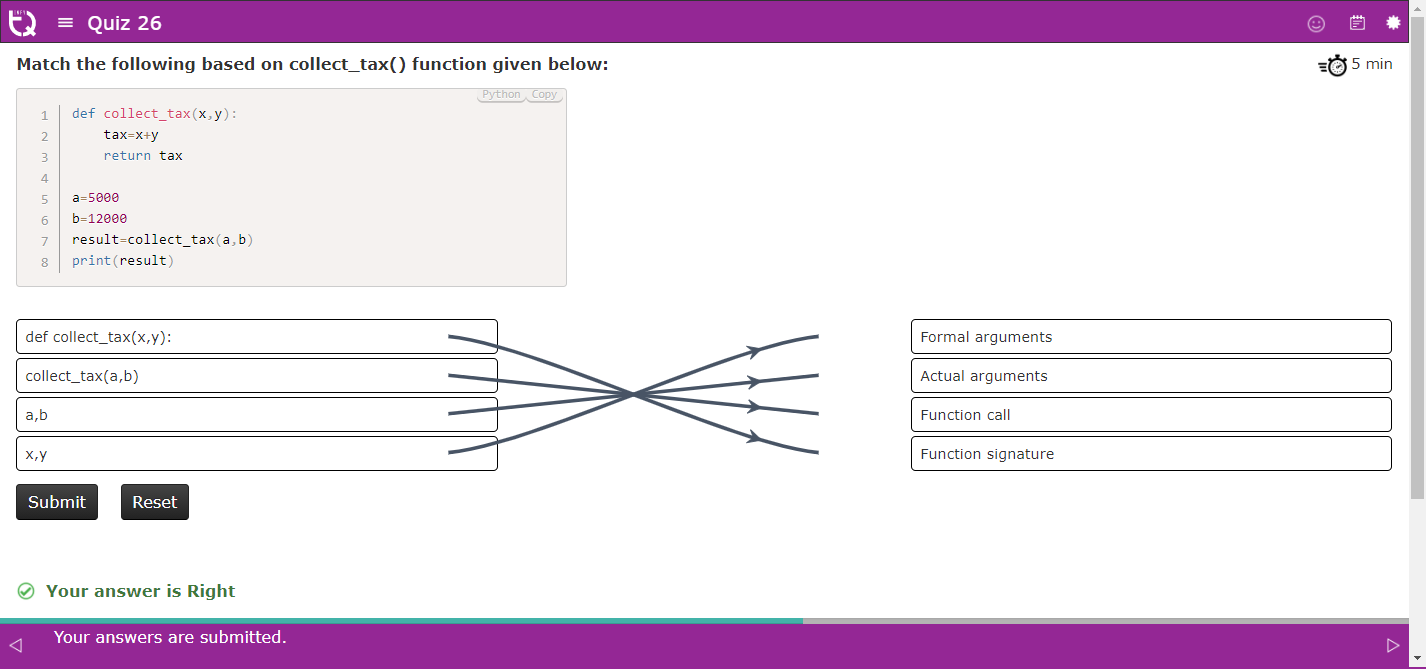 INFY TQ
Quiz 26
Match the following based on collect_tax() function given below:
5 min
Python Copy
1 def collect_tax(x,y):
2     tax=x+y
3     return tax
4
5 a=5000
6 b=12000
7 result=collect_tax(a,b)
8 print(result)
def collect_tax(x,y):
Formal arguments
collect_tax(a,b)
Actual arguments
a,b
Function call
x,y
Function signature
Submit Reset
Your answer is Right
Your answers are submitted.